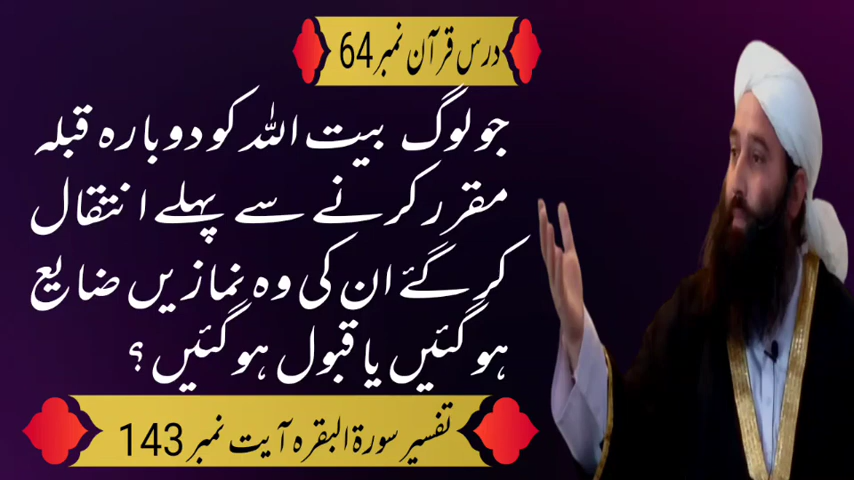 درس قرآن نمبر 64
جو لوگ بیت اللہ کو دوبارہ قبلہ
مقرر کرنے سے پہلے انتقال
کر گئے ان کی وہ نمازیں ضایع
ہو گئیں یا قبول ہو گئیں ؟
تفسیر سورۃ البقرہ آیت نمبر 143